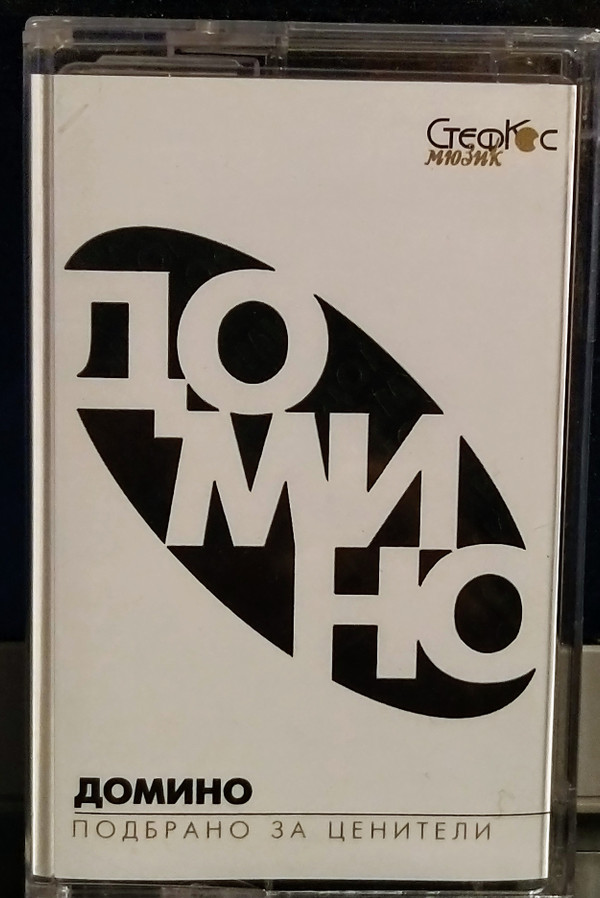 СтефКос
мюзик
ДО
МИ
НО
ДОМИНО
ПОДБРАНО ЗА ЦЕНИТЕЛИ